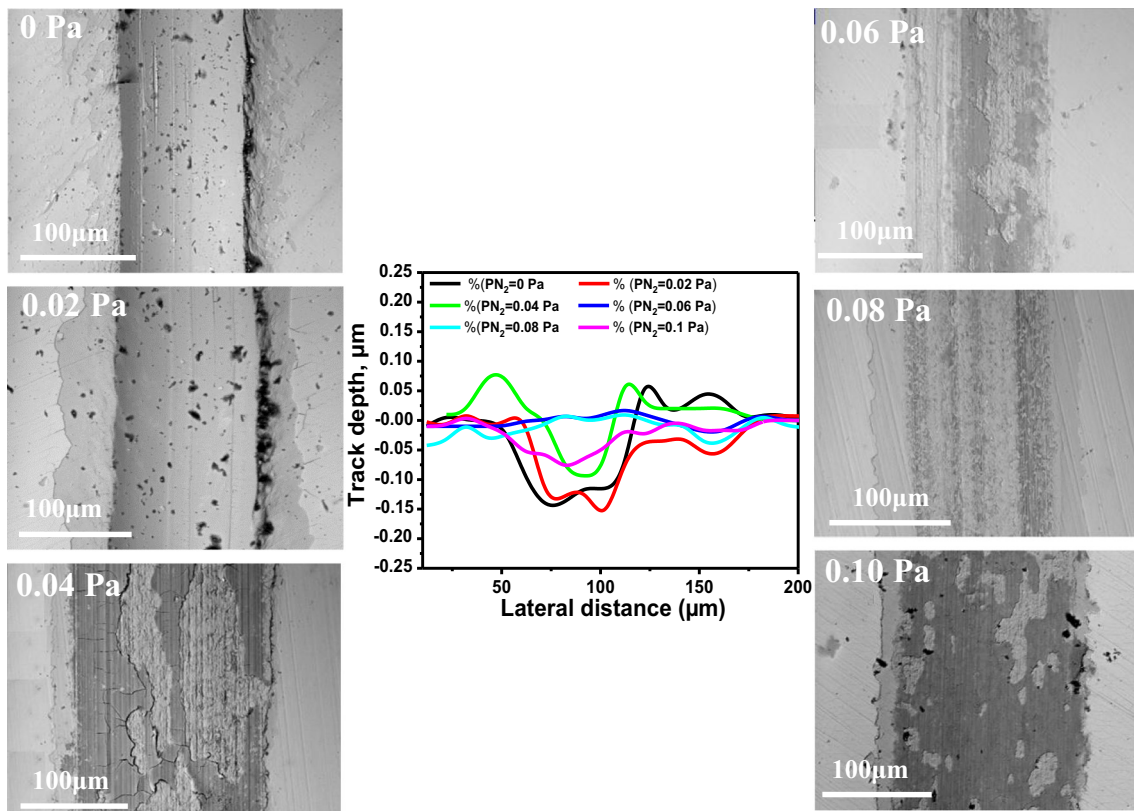 0 Pa
100µm
0.02 Pa
100µm
0.04 Pa
100µm
0.25
0.20
0.15
0.10
0.05
-0.00
-0.05
-0.10
-0.15
-0.20
-0.25
Track depth, µm
%(PN₂=0 Pa
% (PN₂=0.02 Pa)
%(PN₂=0.04 Pa)
% (PN₂=0.06 Pa)
%(PN₂=0.08 Pa)
% (PN₂=0.1 Pa)
50 100 150 200
Lateral distance (µm)
0.06 Pa
100µm
0.08 Pa
100µm
0.10 Pa
100µm